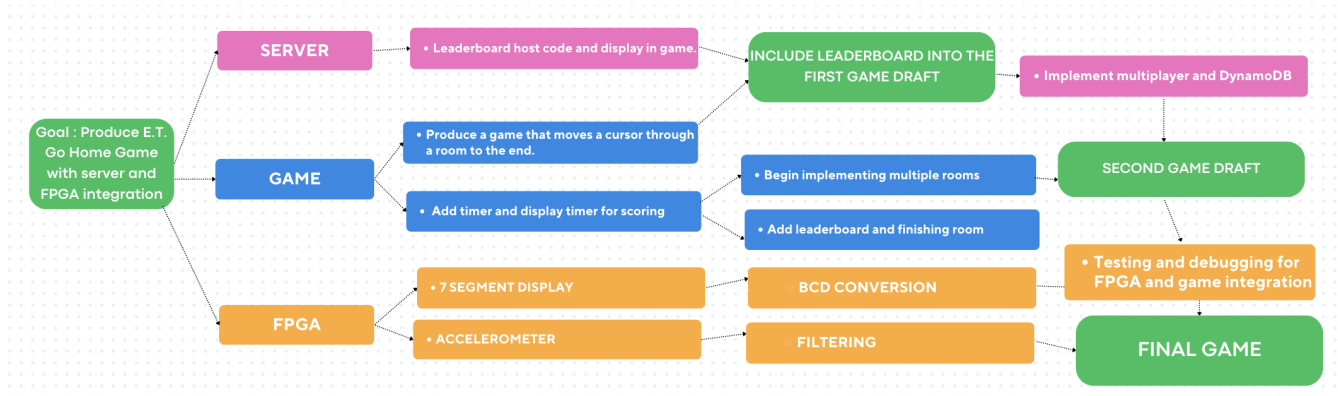 SERVER
• Leaderboard host code and display in game.
INCLUDE LEADERBOARD INTO THE
FIRST GAME DRAFT
• Implement multiplayer and DynamoDB
Goal : Produce E.T.
Go Home Game
with server and
FPGA integration
GAME
• Produce a game that moves a cursor through
a room to the end.
• Add timer and display timer for scoring
• Begin implementing multiple rooms
• Add leaderboard and finishing room
SECOND GAME DRAFT
FPGA
• 7 SEGMENT DISPLAY
◦ BCD CONVERSION
• Testing and debugging for
FPGA and game integration
• ACCELEROMETER
◦ FILTERING
FINAL GAME